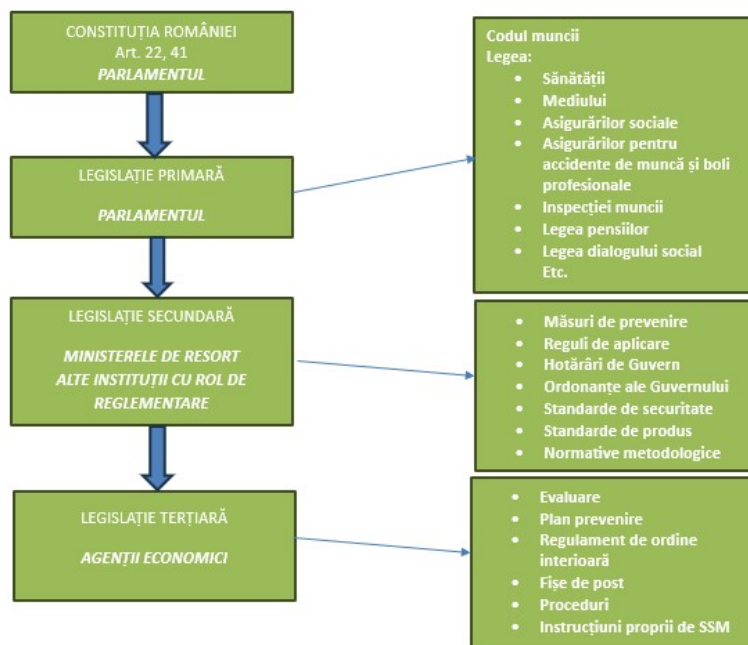 CONSTITUȚIA ROMÂNIEI
Art. 22, 41
PARLAMENTUL
LEGISLAȚIE PRIMARĂ
PARLAMENTUL
LEGISLAȚIE SECUNDARĂ
MINISTERELE DE RESORT
ALTE INSTITUȚII CU ROL DE
REGLEMENTARE
LEGISLAȚIE TERȚIARĂ
AGENȚII ECONOMICI
Codul muncii
Legea:
• Sănătății
• Mediului
• Asigurărilor sociale
• Asigurărilor pentru
accidente de muncă și boli
profesionale
• Inspecției muncii
• Legea pensiilor
• Legea dialogului social
Etc.
• Măsuri de prevenire
• Reguli de aplicare
• Hotărâri de Guvern
• Ordonanțe ale Guvernului
• Standarde de securitate
• Standarde de produs
• Normative metodologice
• Evaluare
• Plan prevenire
• Regulament de ordine
interioară
• Fișe de post
• Proceduri
• Instrucțiuni proprii de SSM